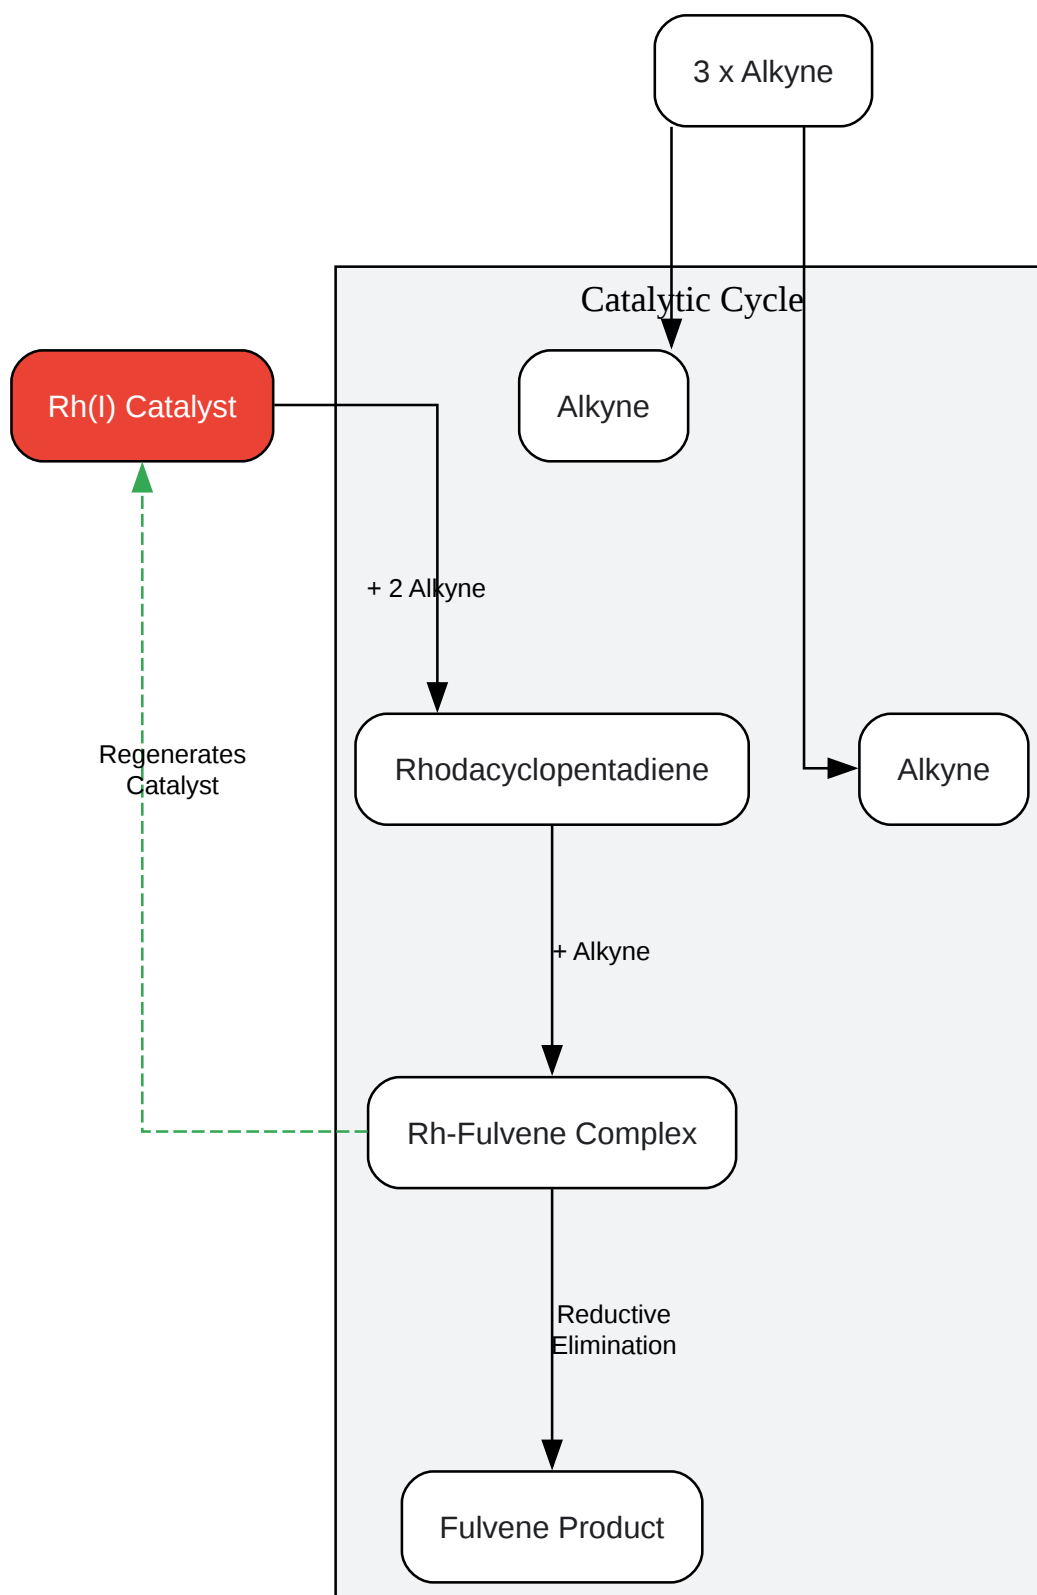 3 x Alkyne
Catalytic Cycle
Rh(I) Catalyst
Alkyne
+ 2 Alkyne
Regenerates
Catalyst
Rhodacyclopentadiene
Alkyne
+ Alkyne
Rh-Fulvene Complex
Reductive
Elimination
Fulvene Product